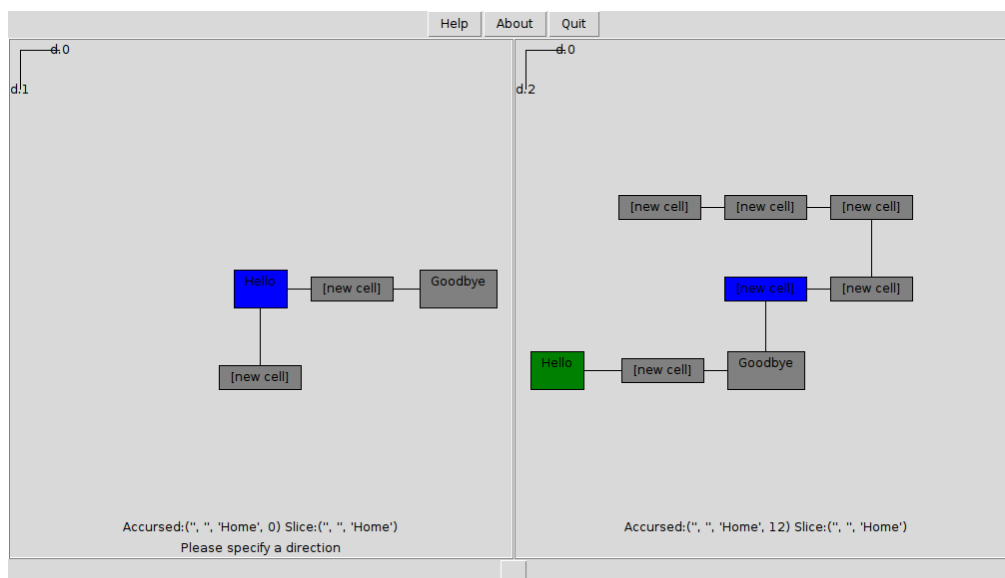 Help About Quit
d.0
d.1
Hello [new cell] Goodbye
[new cell]
Accursed:('', '', 'Home', 0) Slice:('', '', 'Home')
Please specify a direction
d.0
d.2
[new cell] [new cell] [new cell]
[new cell] [new cell]
Hello [new cell] Goodbye
Accursed:('', '', 'Home', 12) Slice:('', '', 'Home')